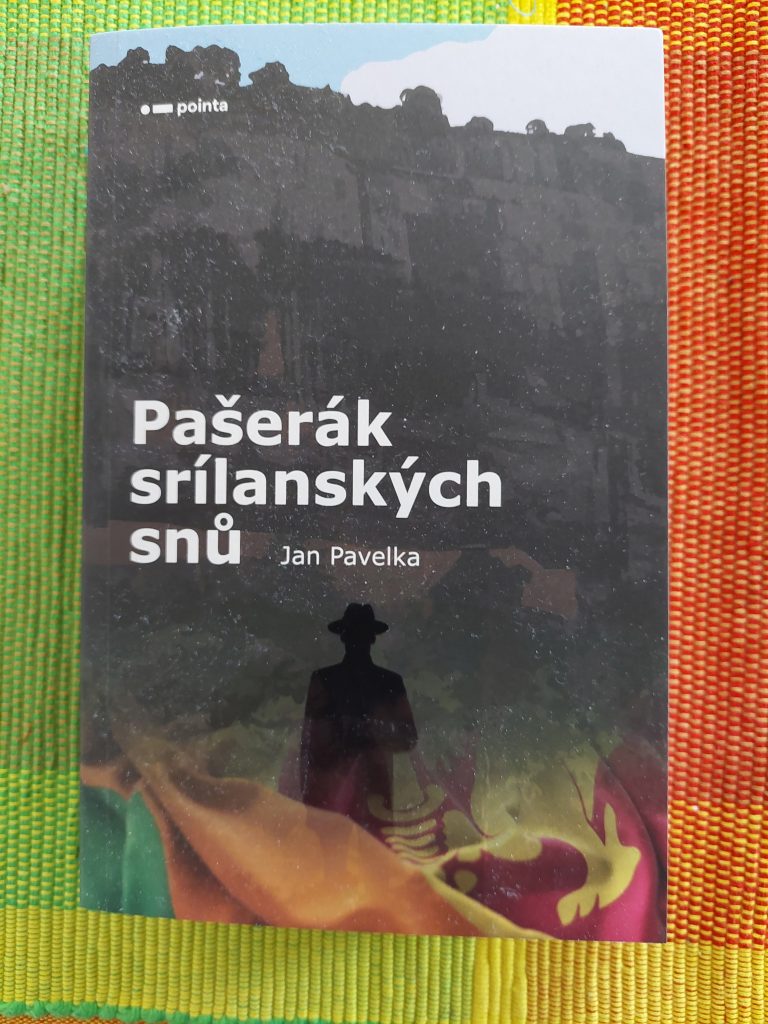 pointa
Pašerák
srílanských
snů
Jan Pavelka